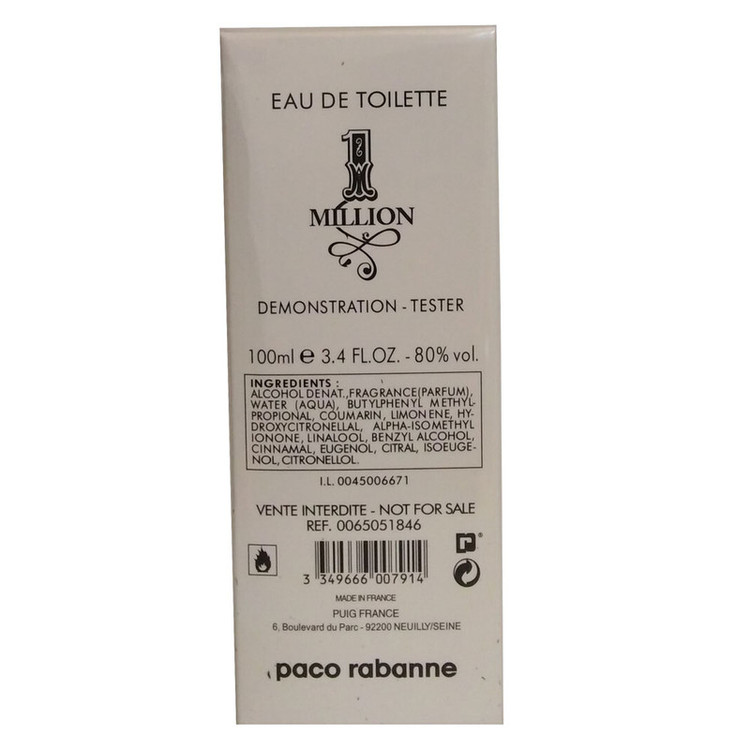 EAU DE TOILETTE
1
MILLION
DEMONSTRATION - TESTER
100ml ℮ 3.4 FL.OZ. - 80% vol.
INGREDIENTS :
ALCOHOL DENAT., FRAGRANCE (PARFUM),
WATER (AQUA), BUTYLPHENYL METHYL-
PROPIONAL, COUMARIN, LIMONENE, HY-
DROXYCITRONELLAL, ALPHA-ISOMETHYL
IONONE, LINALOOL, BENZYL ALCOHOL,
CINNAMAL, EUGENOL, CITRAL, ISOEUGE-
NOL, CITRONELLOL.
I.L. 0045006671
VENTE INTERDITE - NOT FOR SALE
REF. 0065051846
3 349666 007914
MADE IN FRANCE
PUIG FRANCE
6, Boulevard du Parc - 92200 NEUILLY/SEINE
paco rabanne